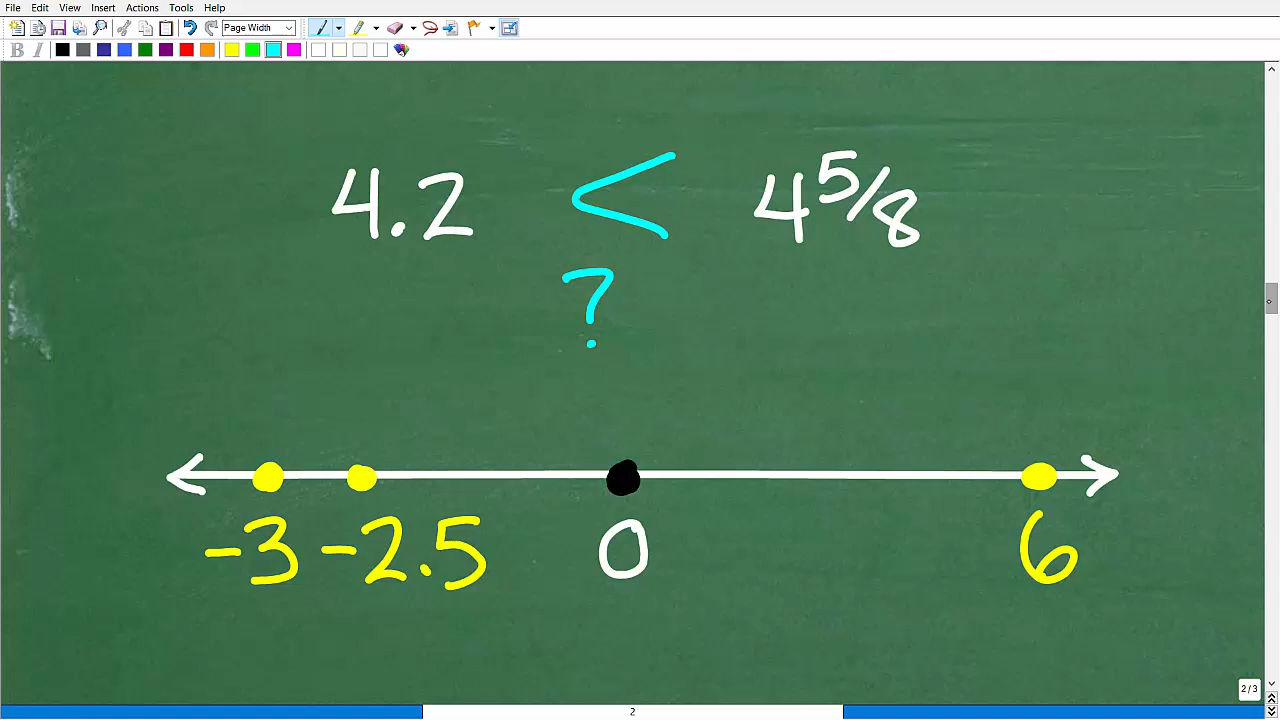 File Edit View Insert Actions Tools Help
Page Width
B I
4.2 < 4 5/8
?
-3 -2.5 0 6
2 / 3
2